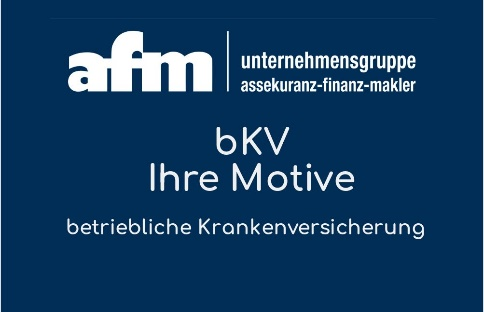 afm
unternehmensgruppe
assekuranz-finanz-makler
bKV
Ihre Motive
betriebliche Krankenversicherung